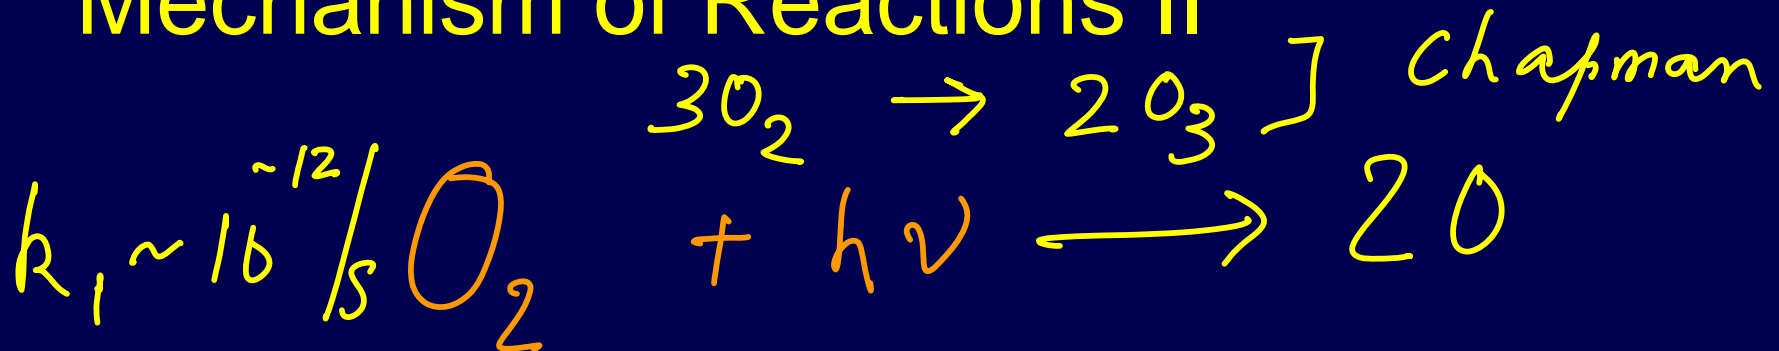 Mechanism of Reactions II
3O₂ → 2O₃ ] Chapman
k₁ ~ 10⁻¹²/s O₂ + hν → 2O